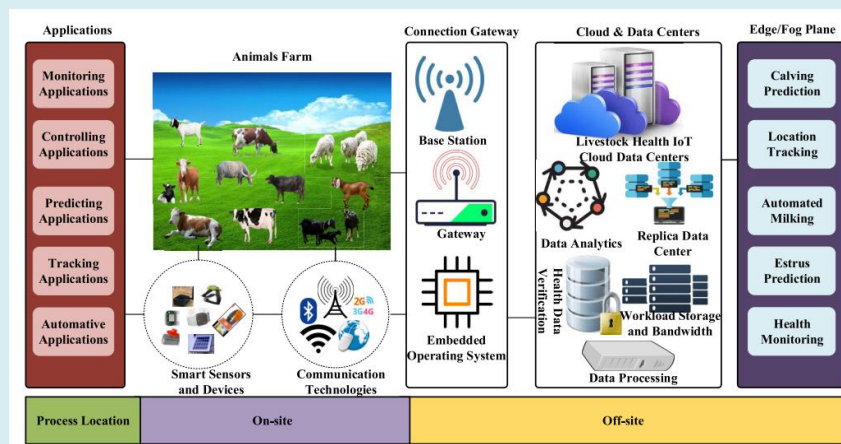 Applications
Monitoring
Applications
Controlling
Applications
Predicting
Applications
Tracking
Applications
Automative
Applications
Animals Farm
2G
3G4G
Smart Sensors
and Devices
Communication
Technologies
Connection Gateway
Base Station
Gateway
Embedded
Operating System
Cloud & Data Centers
Livestock Health IoT
Cloud Data Centers
Data Analytics
Replica Data
Center
Health Data
Verification
Workload Storage
and Bandwidth
Data Processing
Edge/Fog Plane
Calving
Prediction
Location
Tracking
Automated
Milking
Estrus
Prediction
Health
Monitoring
Process Location
On-site
Off-site